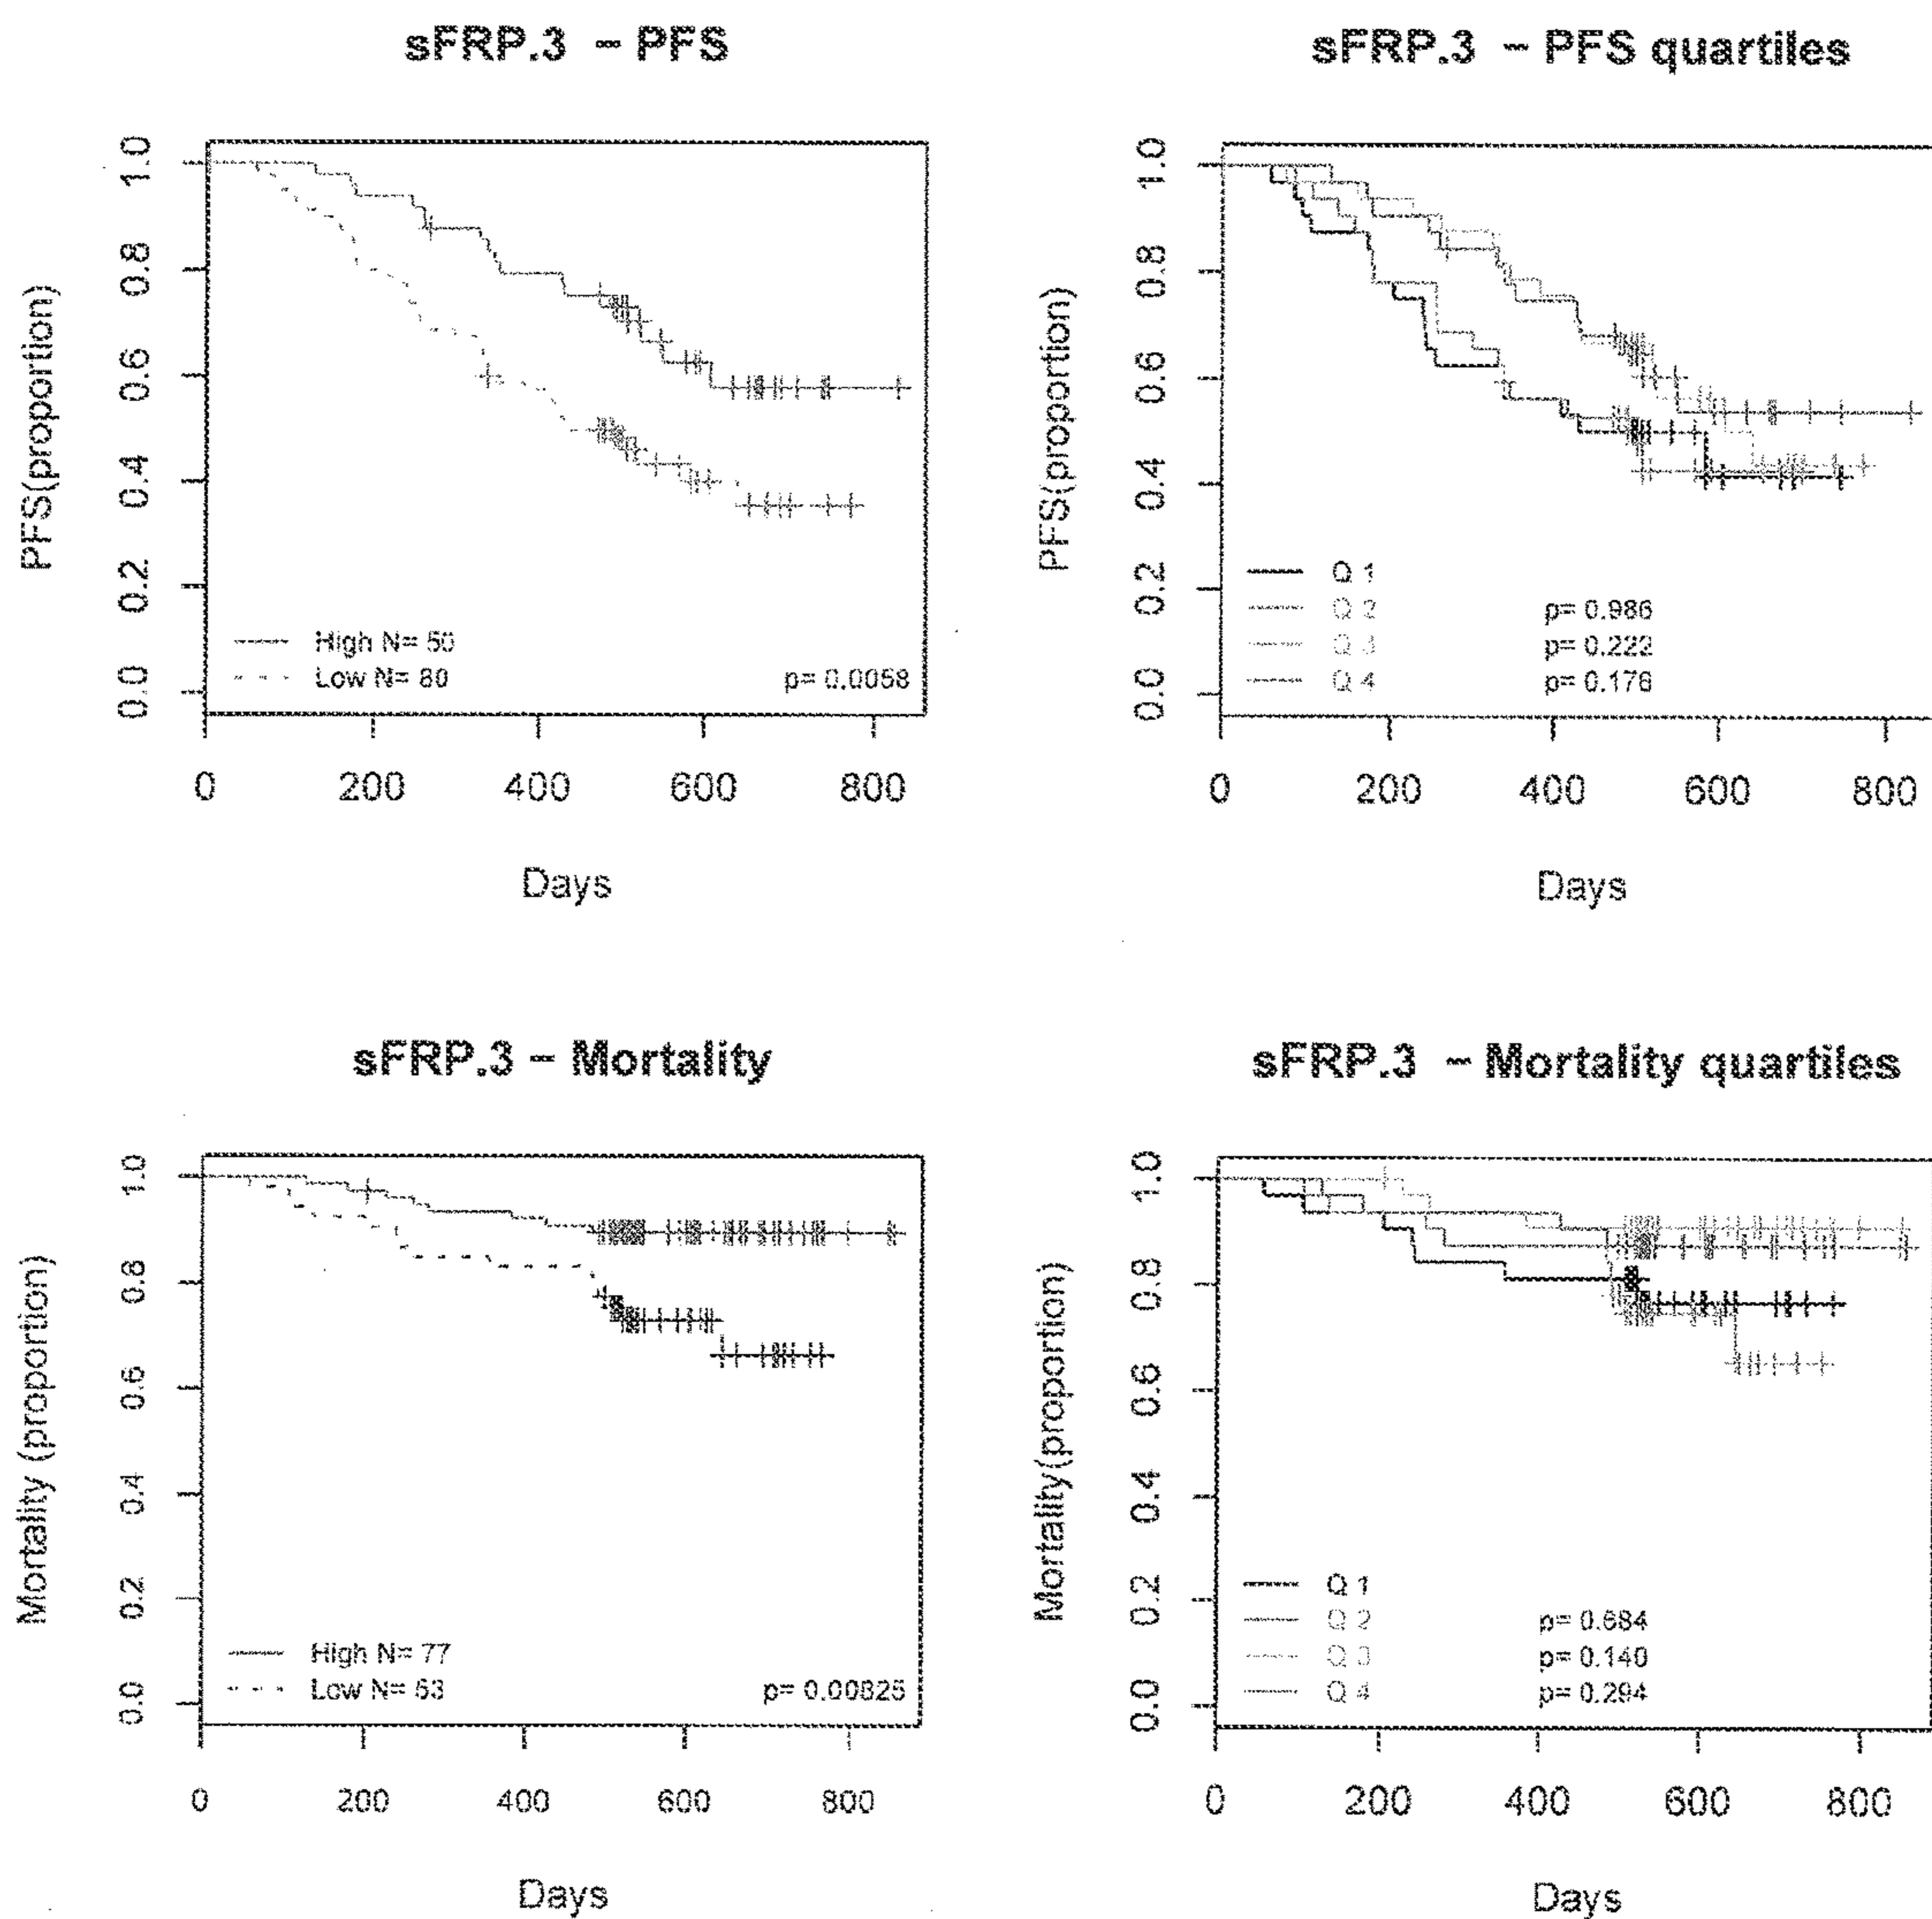 sFRP.3 – PFS
PFS(proportion)
1.0
0.8
0.6
0.4
0.2
0.0
High N= 50
Low N= 80
p= 0.0058
0 200 400 600 800
Days
sFRP.3 – PFS quartiles
PFS(proportion)
1.0
0.8
0.6
0.4
0.2
0.0
Q 1
Q 2 p= 0.986
Q 3 p= 0.222
Q 4 p= 0.176
0 200 400 600 800
Days
sFRP.3 – Mortality
Mortality (proportion)
1.0
0.8
0.6
0.4
0.2
0.0
High N= 77
Low N= 53
p= 0.00825
0 200 400 600 800
Days
sFRP.3 – Mortality quartiles
Mortality(proportion)
1.0
0.8
0.6
0.4
0.2
0.0
Q 1
Q 2 p= 0.684
Q 3 p= 0.140
Q 4 p= 0.294
0 200 400 600 800
Days